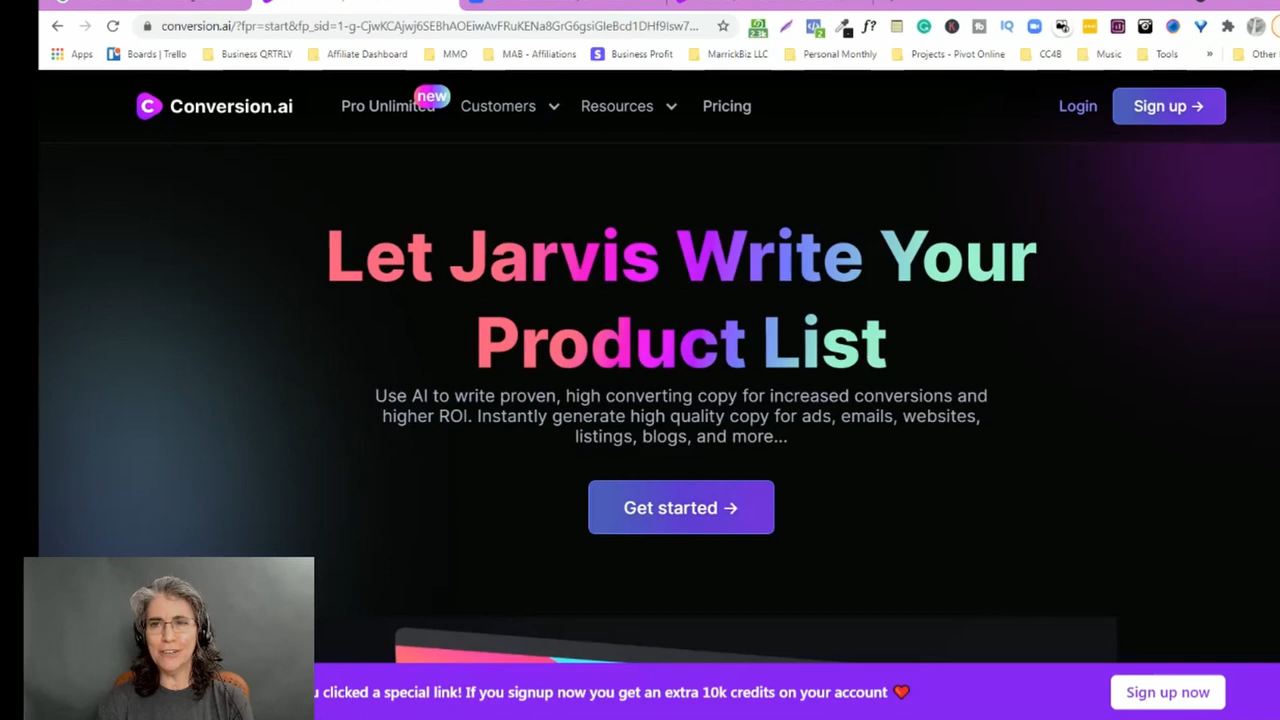 conversion.ai/?fpr=start&fp_sid=1-g-CjwKCAjwj6SEBhAOEiwAvFRuKENa8GrG6gsiGleBcd1DHf9Isw7...
2.3k
f?
2
Apps
Boards | Trello
Business QRTRLY
Affiliate Dashboard
MMO
MAB - Affiliations
Business Profit
MarrickBiz LLC
Personal Monthly
Projects - Pivot Online
CC4B
Music
Tools
»
Other
Conversion.ai
Pro Unlimited
new
Customers
Resources
Pricing
Login
Sign up →
Let Jarvis Write Your
Product List
Use AI to write proven, high converting copy for increased conversions and
higher ROI. Instantly generate high quality copy for ads, emails, websites,
listings, blogs, and more...
Get started →
u clicked a special link! If you signup now you get an extra 10k credits on your account ❤️
Sign up now